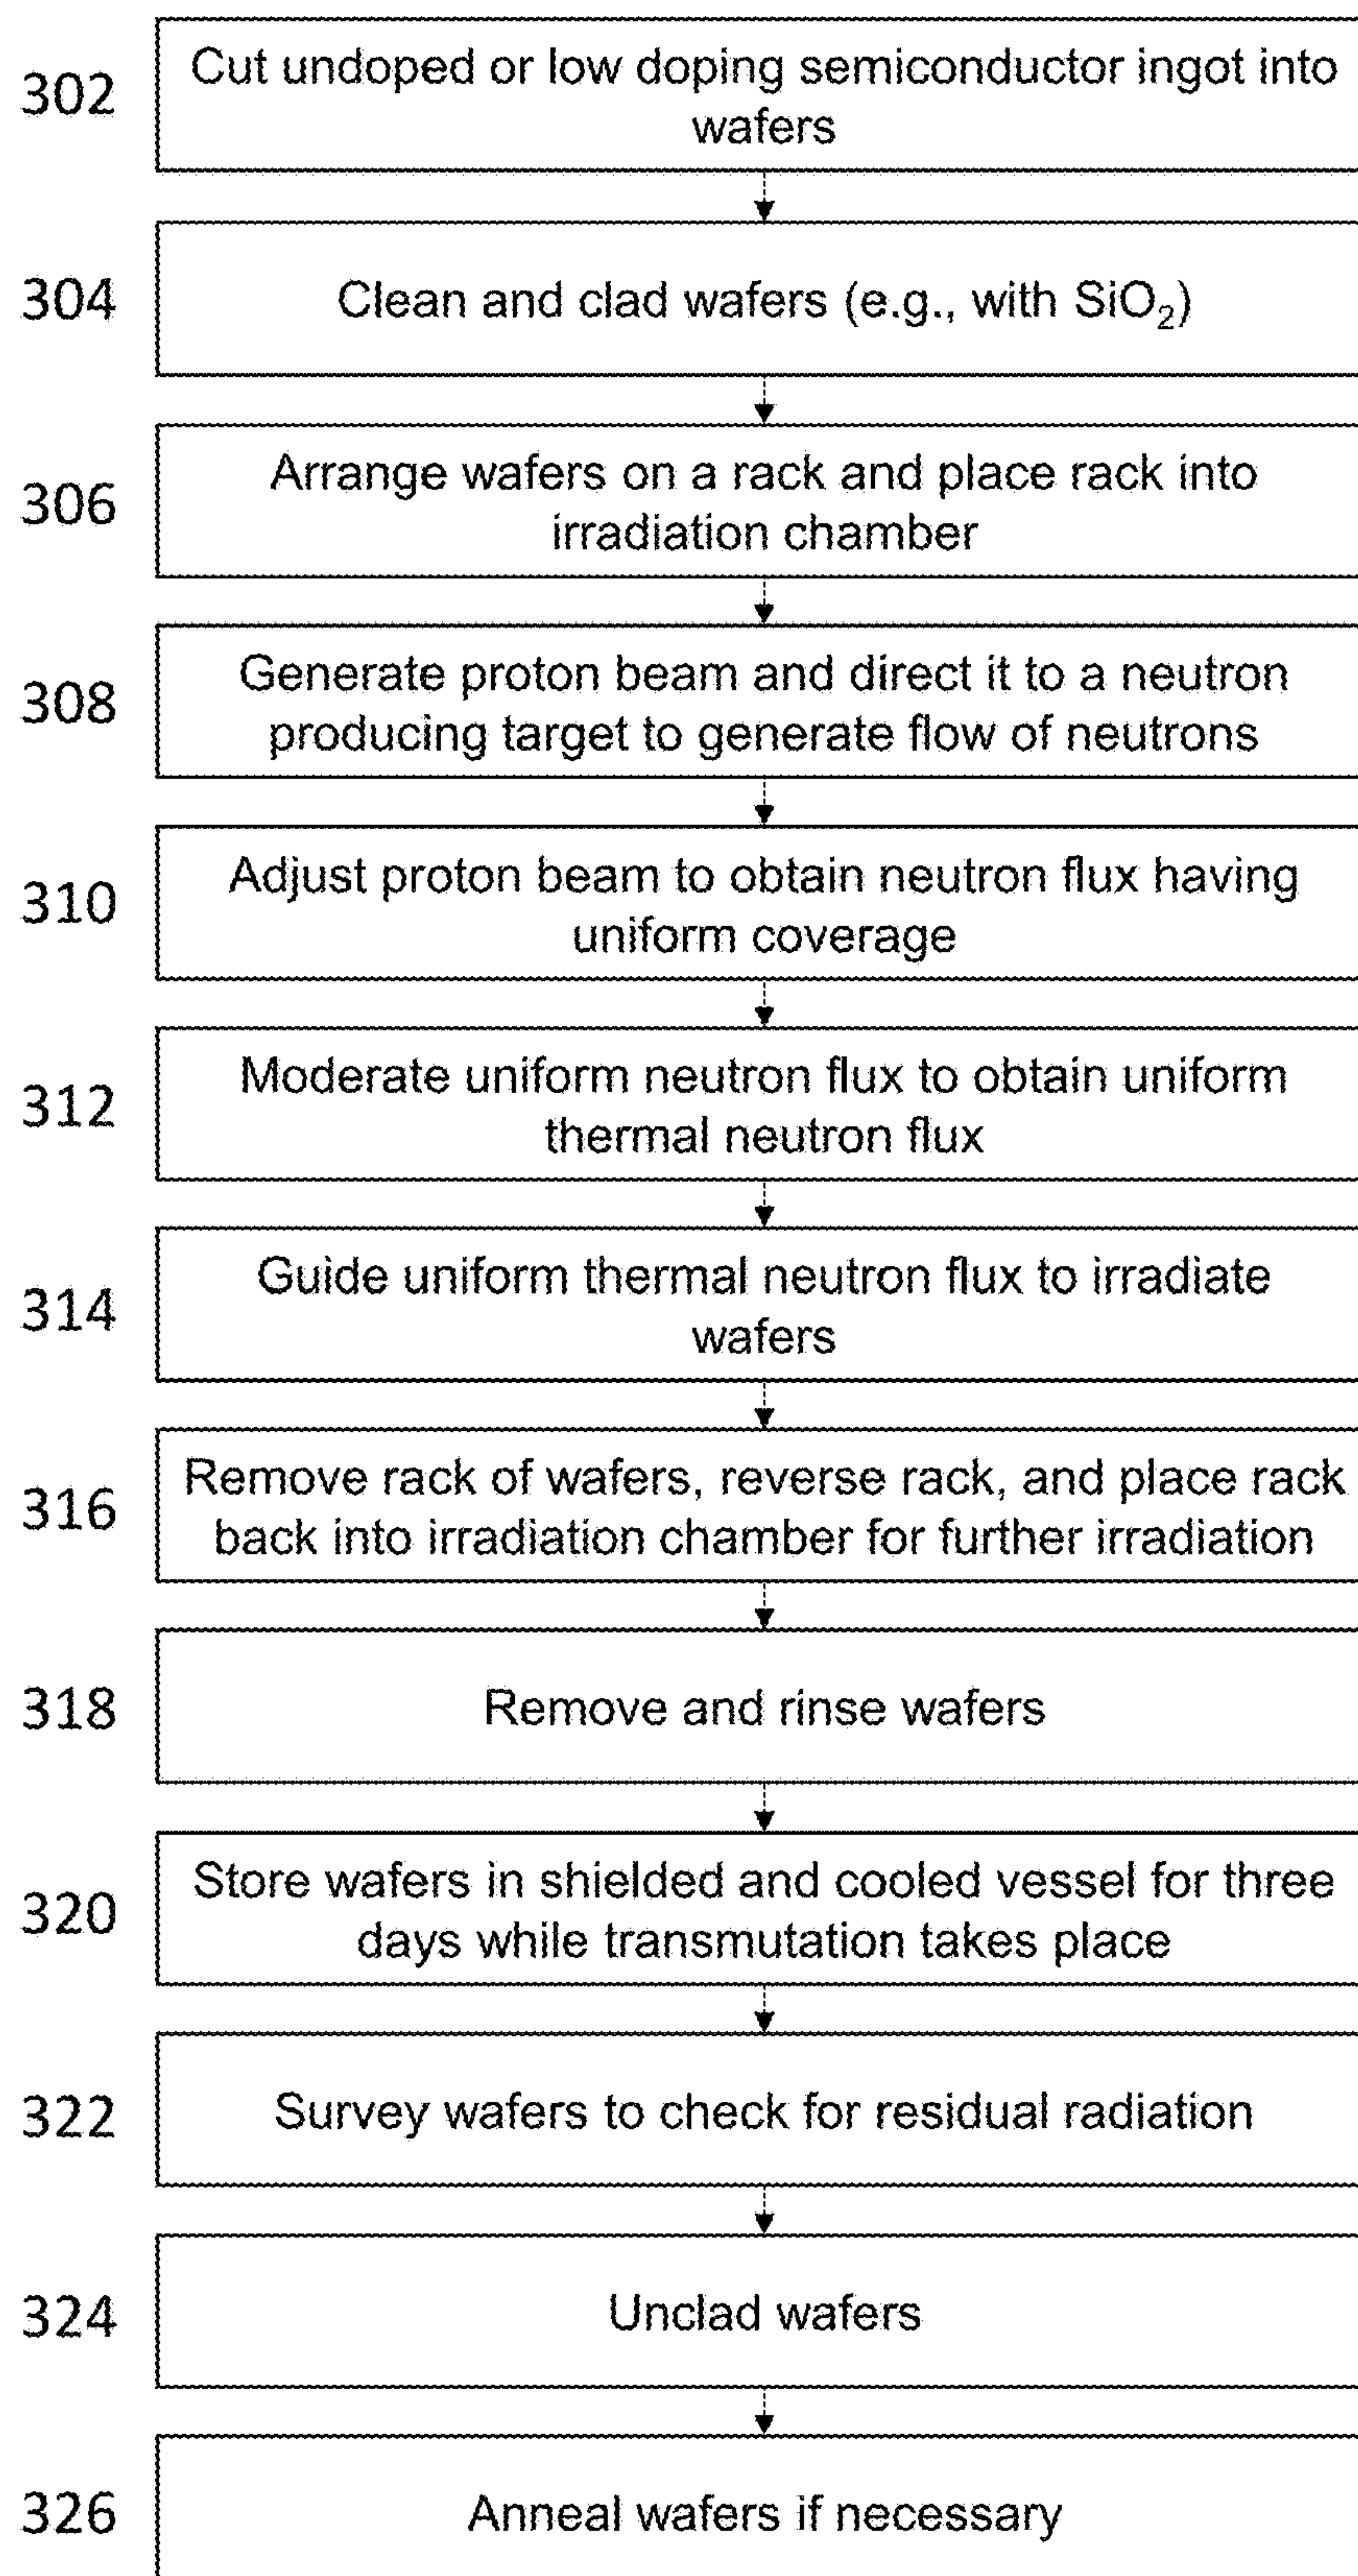 302
Cut undoped or low doping semiconductor ingot into
wafers
304
Clean and clad wafers (e.g., with SiO₂)
306
Arrange wafers on a rack and place rack into
irradiation chamber
308
Generate proton beam and direct it to a neutron
producing target to generate flow of neutrons
310
Adjust proton beam to obtain neutron flux having
uniform coverage
312
Moderate uniform neutron flux to obtain uniform
thermal neutron flux
314
Guide uniform thermal neutron flux to irradiate
wafers
316
Remove rack of wafers, reverse rack, and place rack
back into irradiation chamber for further irradiation
318
Remove and rinse wafers
320
Store wafers in shielded and cooled vessel for three
days while transmutation takes place
322
Survey wafers to check for residual radiation
324
Unclad wafers
326
Anneal wafers if necessary